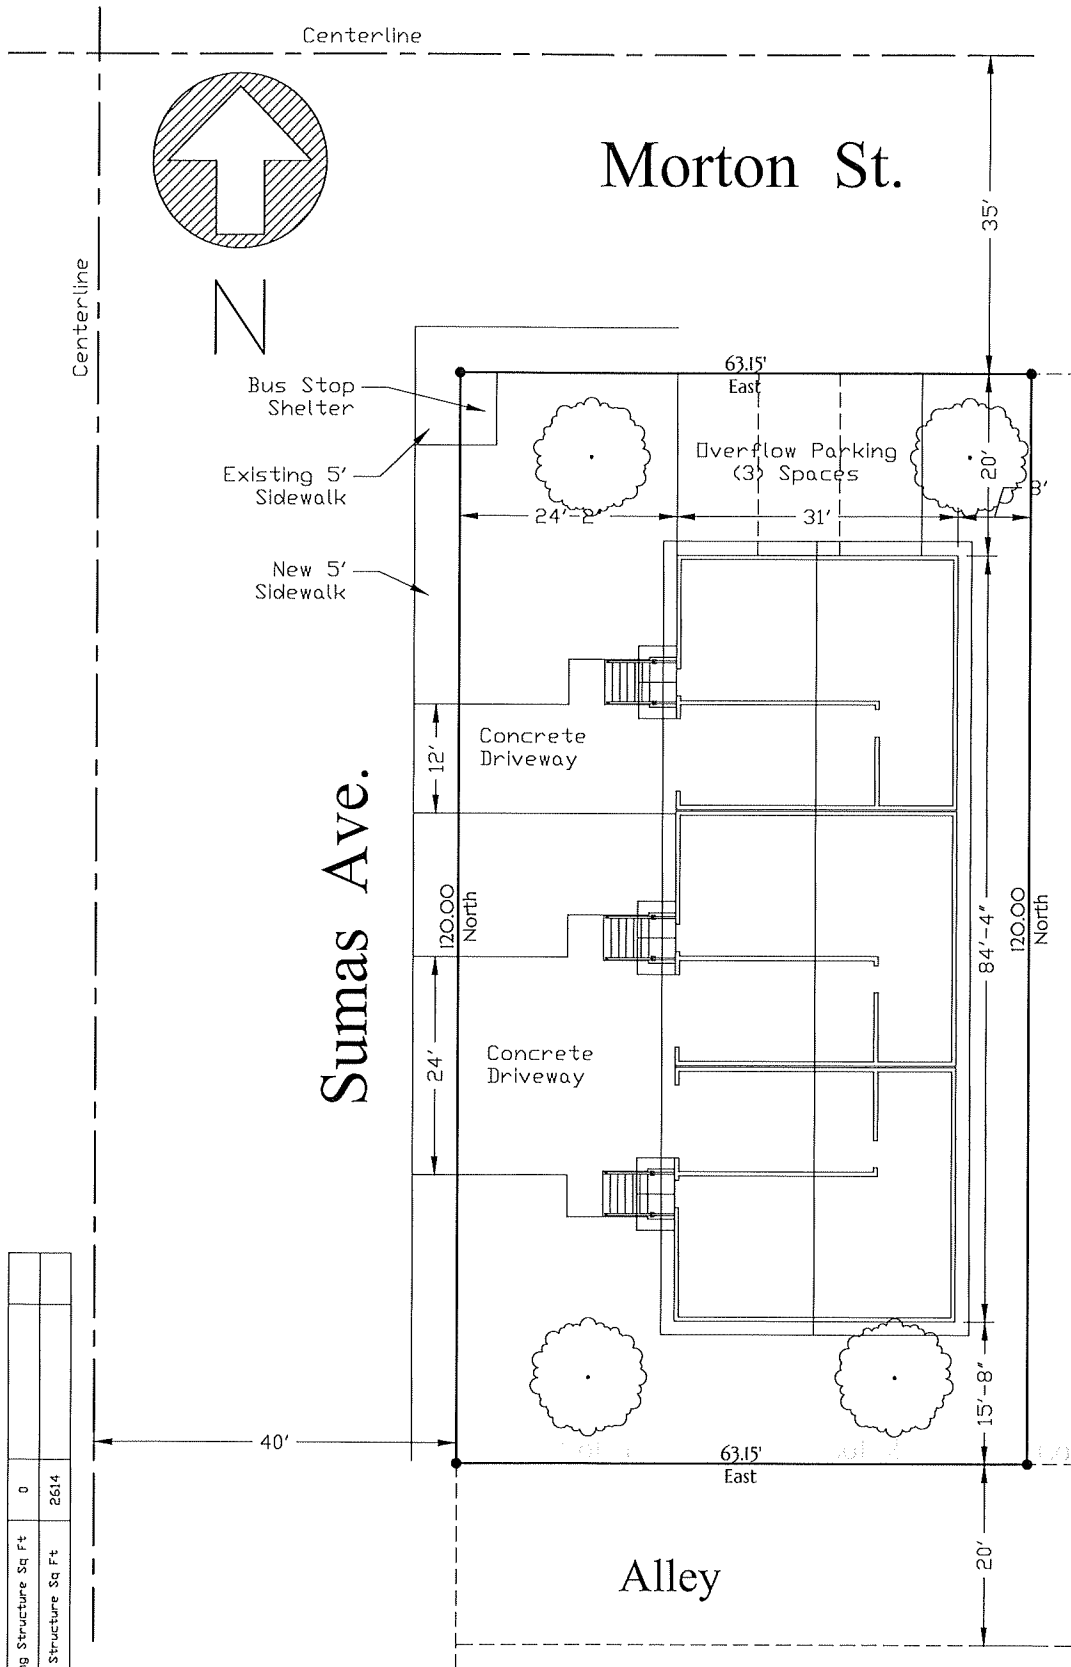 Centerline
Morton St.
35'
Centerline
N
63.15'
East
Bus Stop
Shelter
Existing 5'
Sidewalk
Overflow Parking
(3) Spaces
20'
8'
24'-2"
31'
New 5'
Sidewalk
Concrete
Driveway
12'
Sumas Ave.
120.00
North
84'-4"
120.00
North
Concrete
Driveway
24'
15'-8"
40'
63.15'
East
Alley
20'
Structure Sq Ft 0
Structure Sq Ft 2614